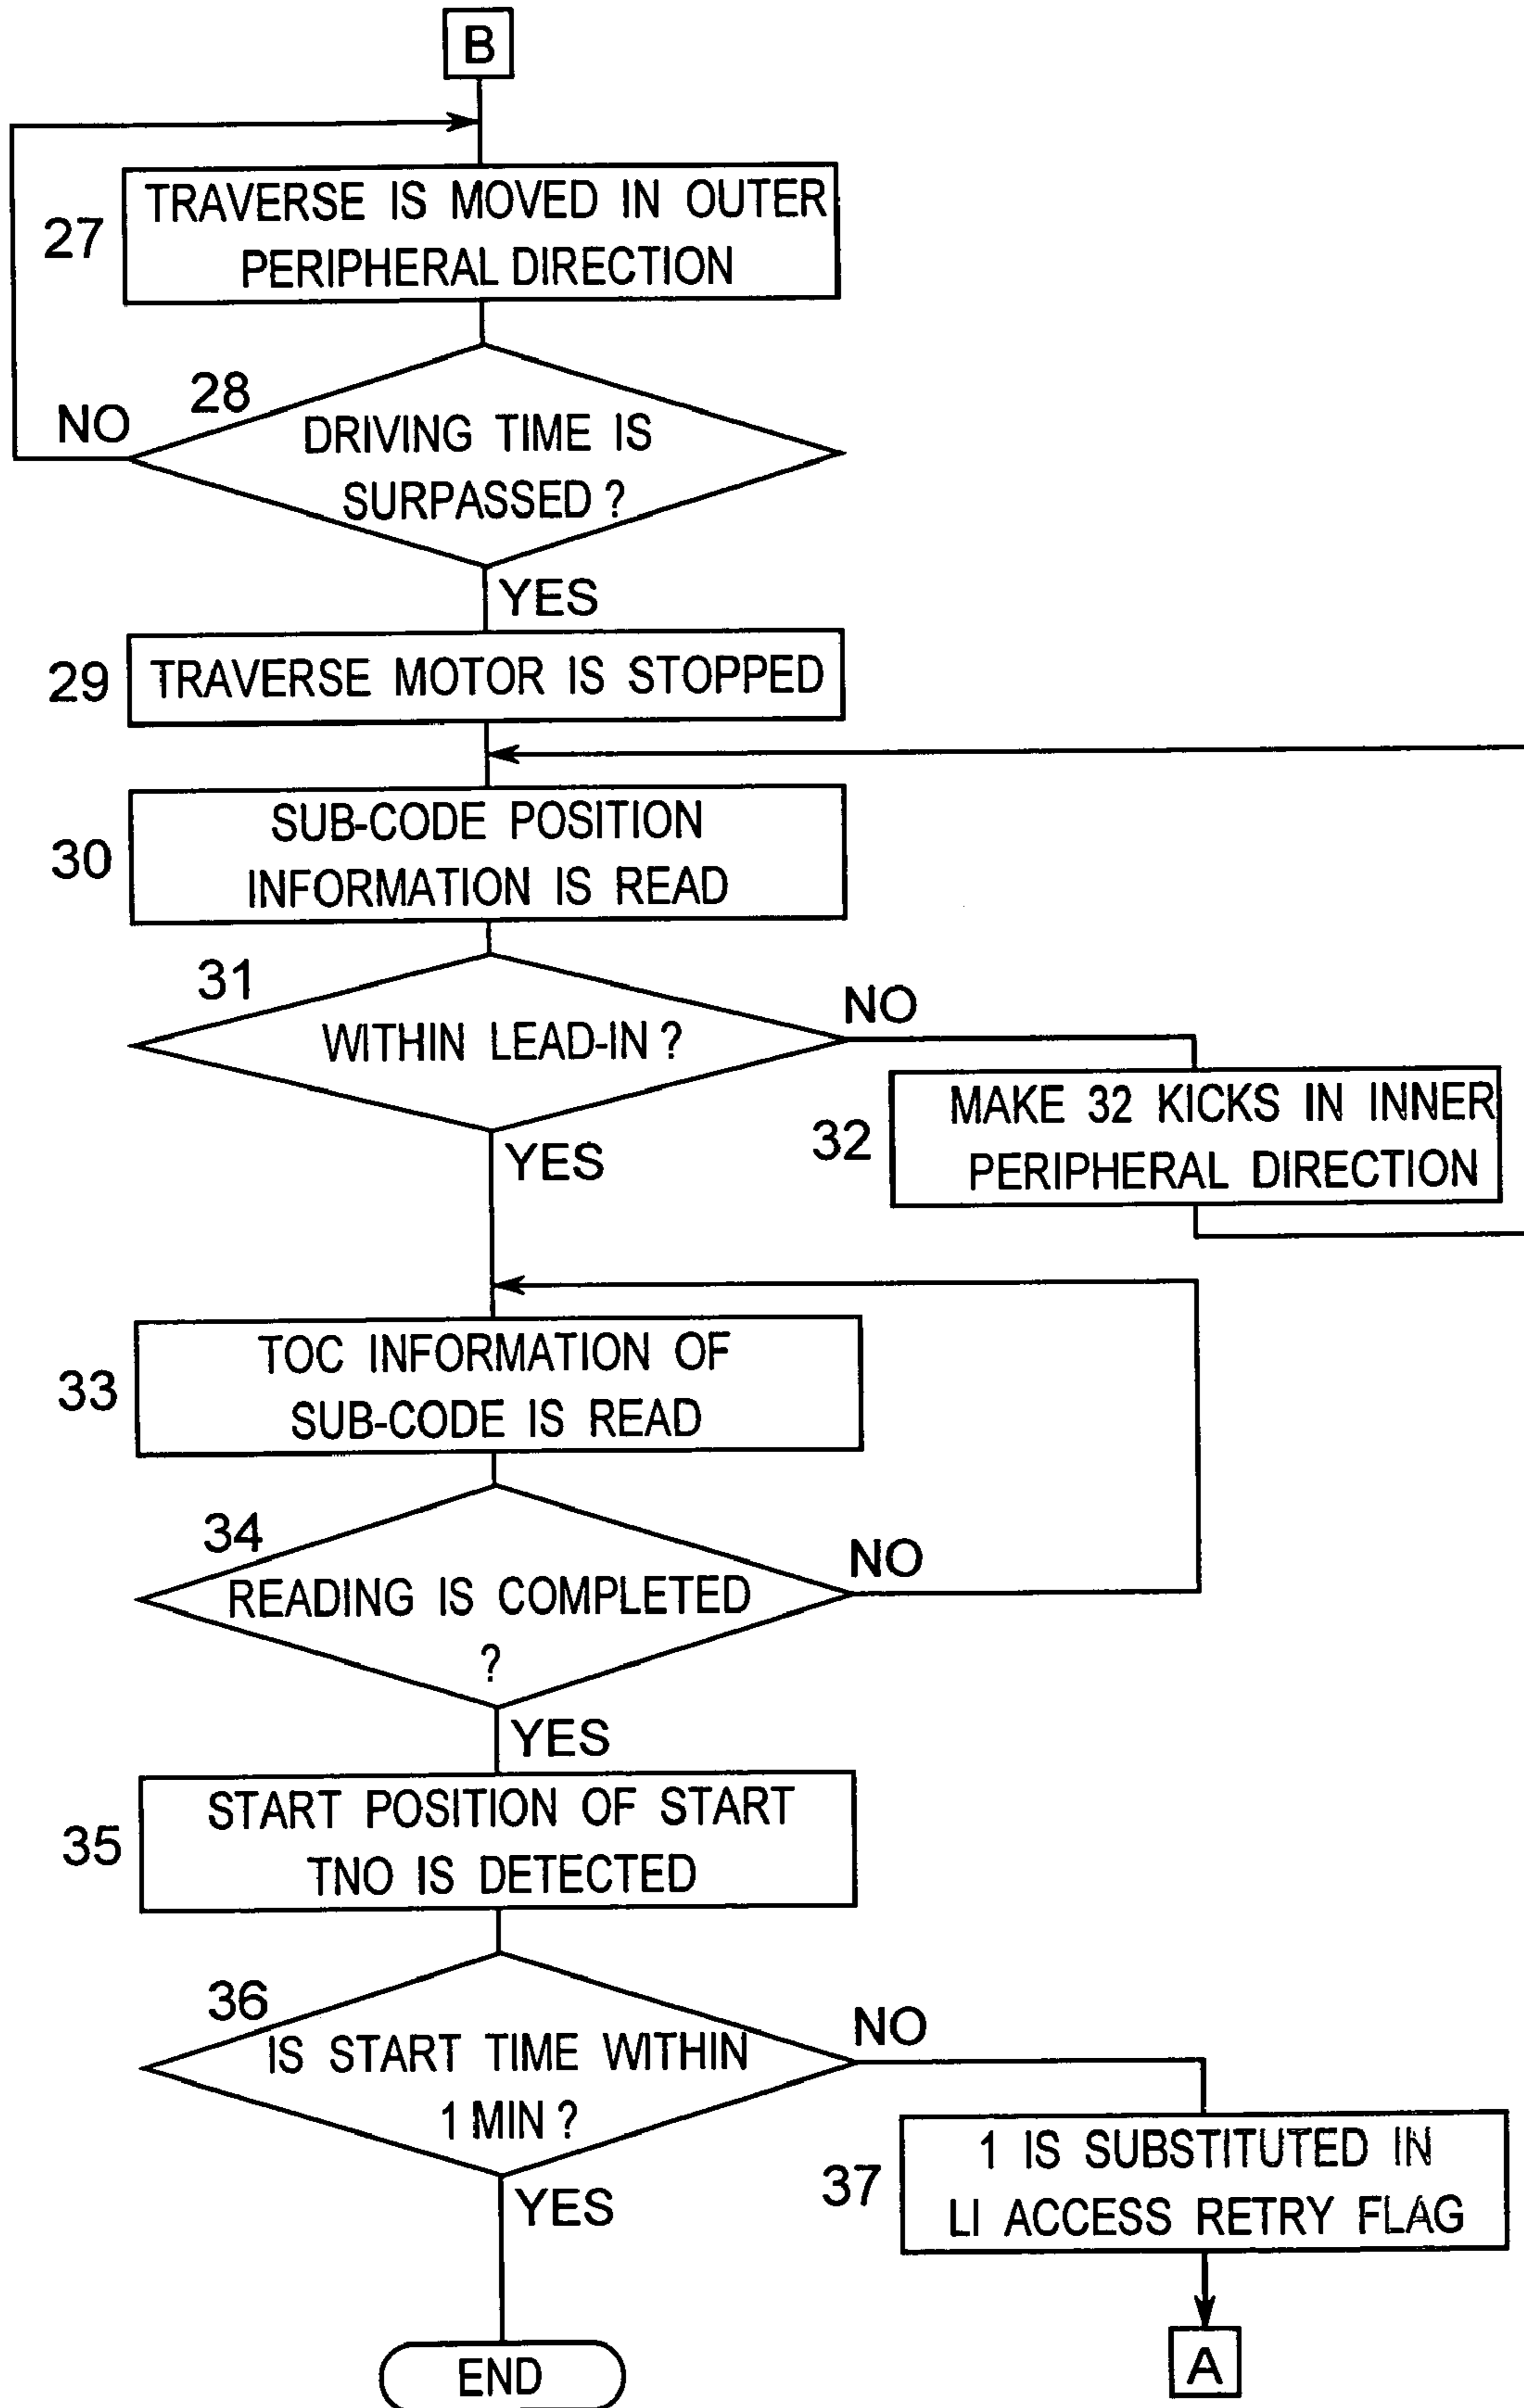 B
TRAVERSE IS MOVED IN OUTER
27
PERIPHERAL DIRECTION
28
NO
DRIVING TIME IS
SURPASSED ?
YES
29
TRAVERSE MOTOR IS STOPPED
SUB-CODE POSITION
30
INFORMATION IS READ
31
NO
WITHIN LEAD-IN ?
MAKE 32 KICKS IN INNER
32
PERIPHERAL DIRECTION
YES
TOC INFORMATION OF
33
SUB-CODE IS READ
34
NO
READING IS COMPLETED
?
YES
START POSITION OF START
35
TNO IS DETECTED
36
NO
IS START TIME WITHIN
1 MIN ?
1 IS SUBSTITUTED IN
37
LI ACCESS RETRY FLAG
YES
A
END